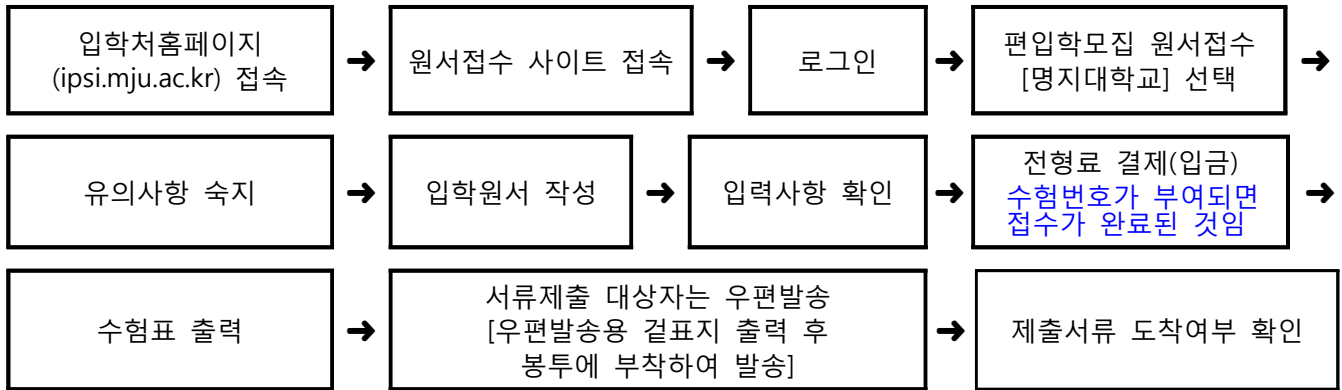 입학처홈페이지
(ipsi.mju.ac.kr) 접속
➜
원서접수 사이트 접속
➜
로그인
➜
편입학모집 원서접수
[명지대학교] 선택
➜
유의사항 숙지
➜
입학원서 작성
➜
입력사항 확인
➜
전형료 결제(입금)
수험번호가 부여되면
접수가 완료된 것임
➜
수험표 출력
➜
서류제출 대상자는 우편발송
[우편발송용 겉표지 출력 후
봉투에 부착하여 발송]
➜
제출서류 도착여부 확인